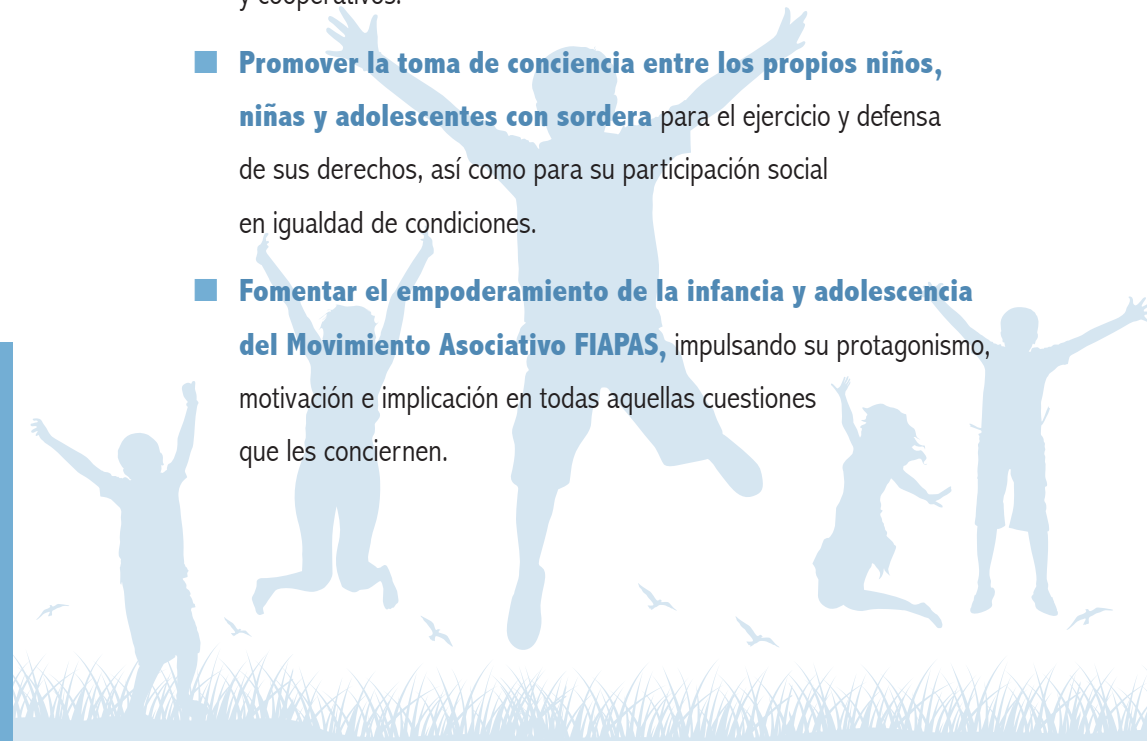 y cooperativos.
Promover la toma de conciencia entre los propios niños,
niñas y adolescentes con sordera para el ejercicio y defensa
de sus derechos, así como para su participación social
en igualdad de condiciones.
Fomentar el empoderamiento de la infancia y adolescencia
del Movimiento Asociativo FIAPAS, impulsando su protagonismo,
motivación e implicación en todas aquellas cuestiones
que les conciernen.